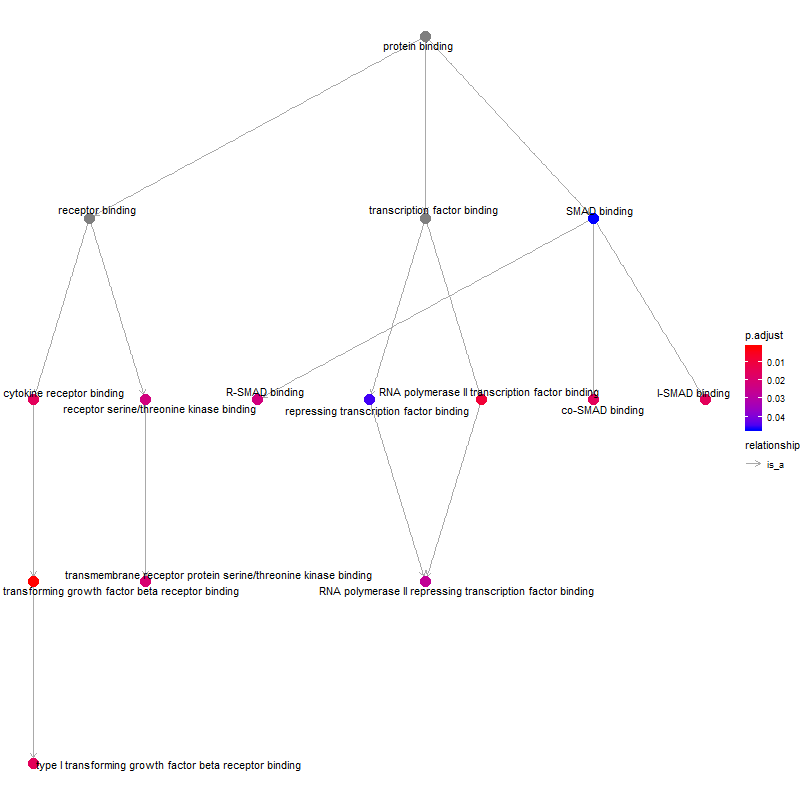 protein binding
receptor binding
transcription factor binding
SMAD binding
p.adjust
0.01
0.02
0.03
0.04
relationship
is_a
cytokine receptor binding
receptor serine/threonine kinase binding
R-SMAD binding
repressing transcription factor binding
RNA polymerase II transcription factor binding
co-SMAD binding
I-SMAD binding
transmembrane receptor protein serine/threonine kinase binding
transforming growth factor beta receptor binding
RNA polymerase II repressing transcription factor binding
type I transforming growth factor beta receptor binding